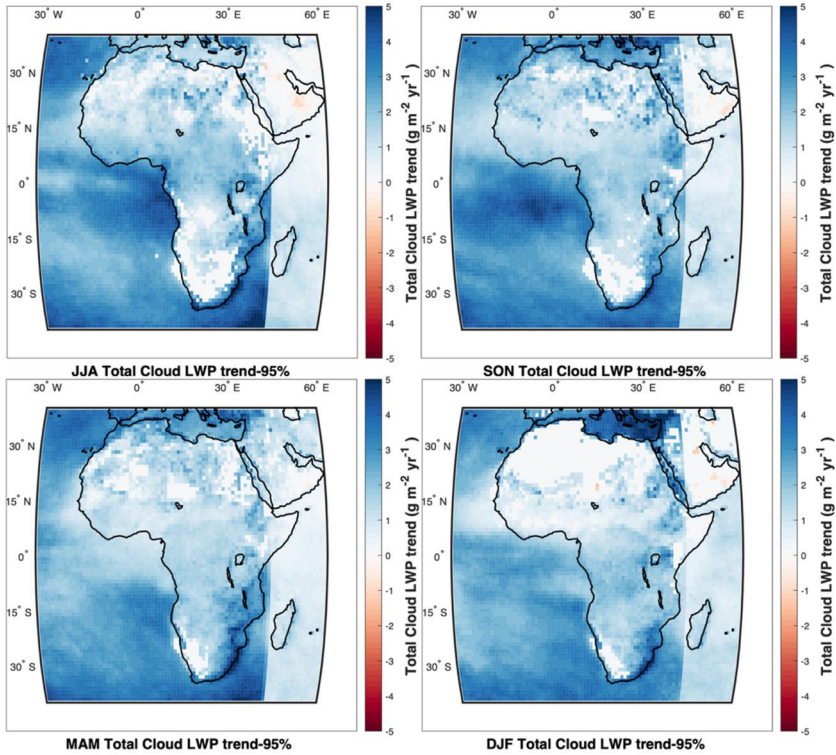 30° W 0° 30° E 60° E
30° N
15° N
0°
15° S
30° S
5
4
3
2
1
0
-1
-2
-3
-4
-5
Total Cloud LWP trend (g m⁻² yr⁻¹)
JJA Total Cloud LWP trend-95%
30° W 0° 30° E 60° E
30° N
15° N
0°
15° S
30° S
5
4
3
2
1
0
-1
-2
-3
-4
-5
Total Cloud LWP trend (g m⁻² yr⁻¹)
SON Total Cloud LWP trend-95%
30° W 0° 30° E 60° E
30° N
15° N
0°
15° S
30° S
5
4
3
2
1
0
-1
-2
-3
-4
-5
Total Cloud LWP trend (g m⁻² yr⁻¹)
MAM Total Cloud LWP trend-95%
30° W 0° 30° E 60° E
30° N
15° N
0°
15° S
30° S
5
4
3
2
1
0
-1
-2
-3
-4
-5
Total Cloud LWP trend (g m⁻² yr⁻¹)
DJF Total Cloud LWP trend-95%